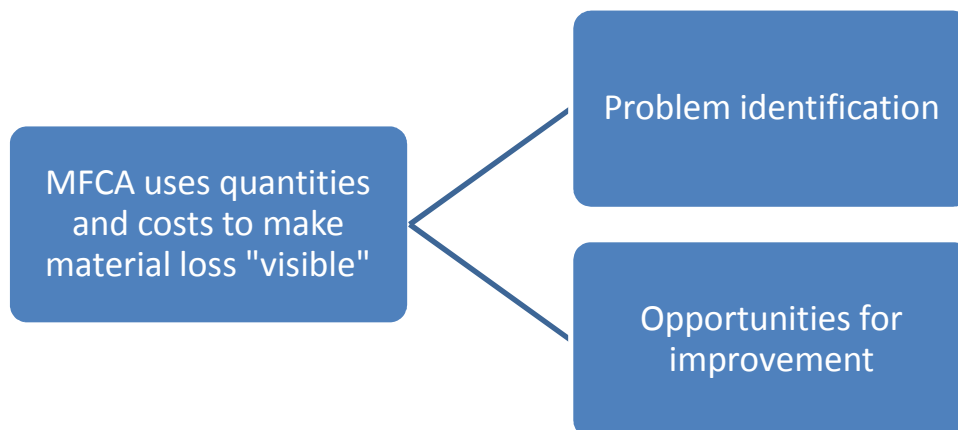 MFCA uses quantities
and costs to make
material loss "visible"
Problem identification
Opportunities for
improvement